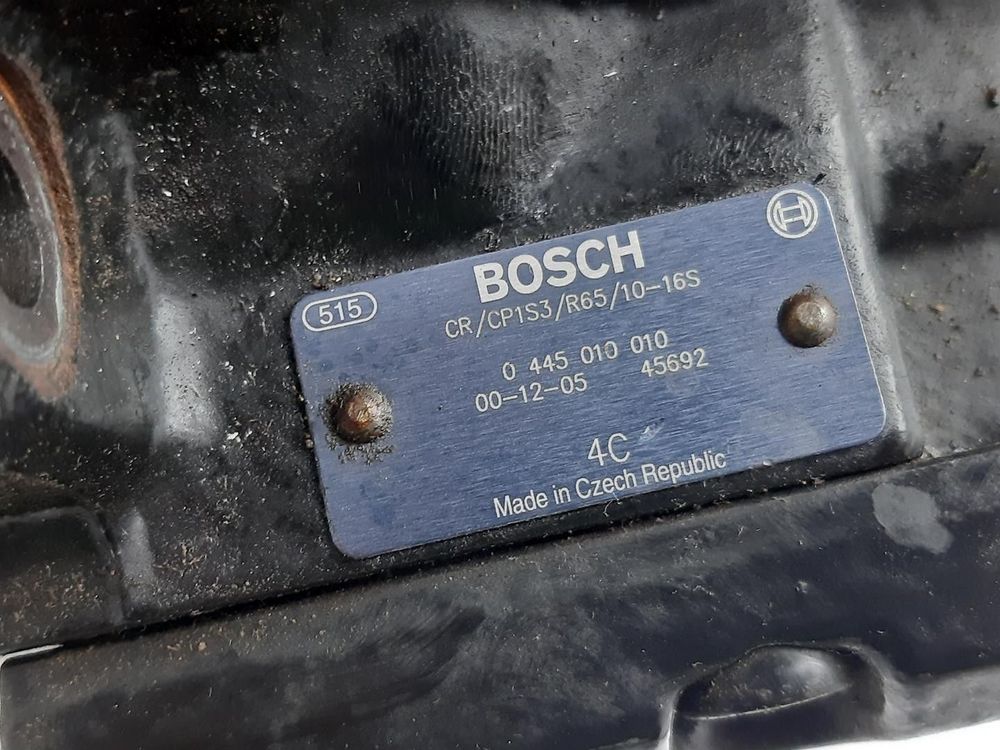 BOSCH
515
CR/CP1S3/R65/10-16S
0 445 010 010
00-12-05 45692
4C
Made in Czech Republic